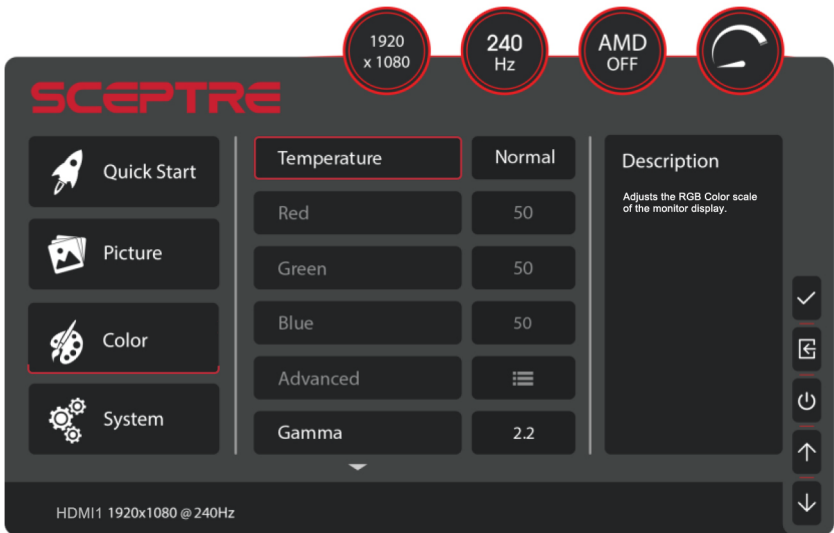 1920
x 1080
240
Hz
AMD
OFF
SCEPTRE
Quick Start
Picture
Color
System
Temperature
Normal
Red
50
Green
50
Blue
50
Advanced
Gamma
2.2
Description
Adjusts the RGB Color scale
of the monitor display.
HDMI1 1920x1080 @ 240Hz